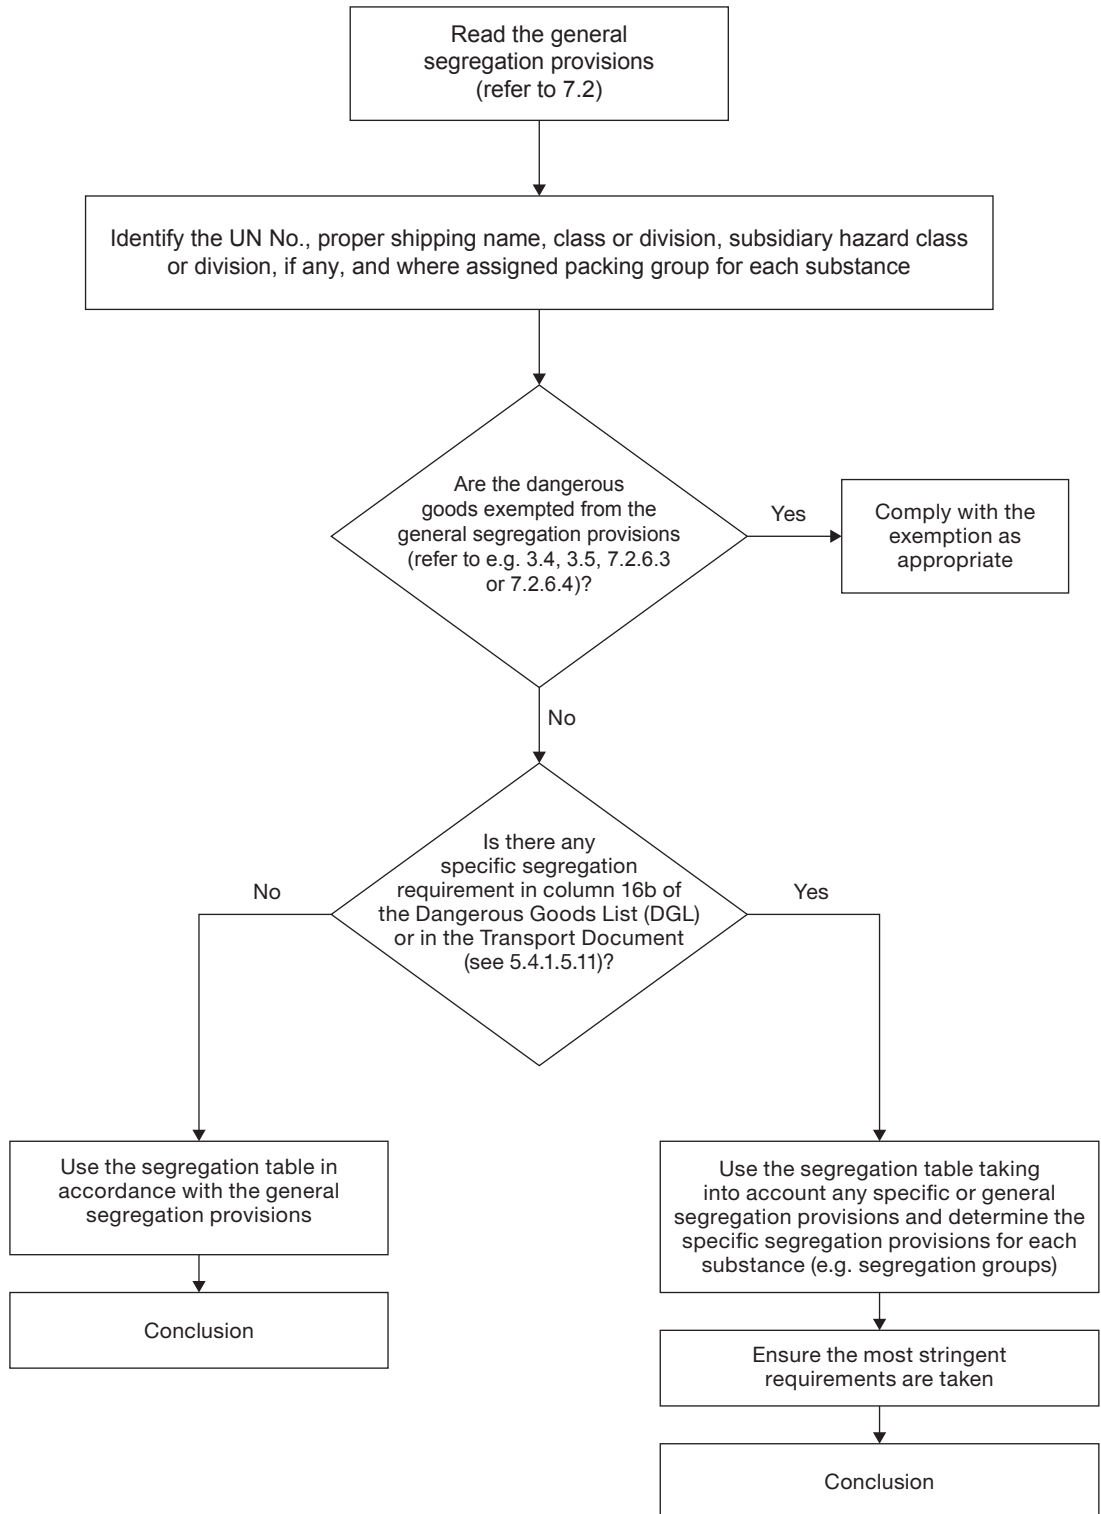 Read the general
segregation provisions
(refer to 7.2)
Identify the UN No., proper shipping name, class or division, subsidiary hazard class
or division, if any, and where assigned packing group for each substance
Are the dangerous
goods exempted from the
general segregation provisions
(refer to e.g. 3.4, 3.5, 7.2.6.3
or 7.2.6.4)?
Yes
Comply with the
exemption as
appropriate
No
Is there any
specific segregation
requirement in column 16b of
the Dangerous Goods List (DGL)
or in the Transport Document
(see 5.4.1.5.11)?
No
Yes
Use the segregation table in
accordance with the general
segregation provisions
Conclusion
Use the segregation table taking
into account any specific or general
segregation provisions and determine the
specific segregation provisions for each
substance (e.g. segregation groups)
Ensure the most stringent
requirements are taken
Conclusion